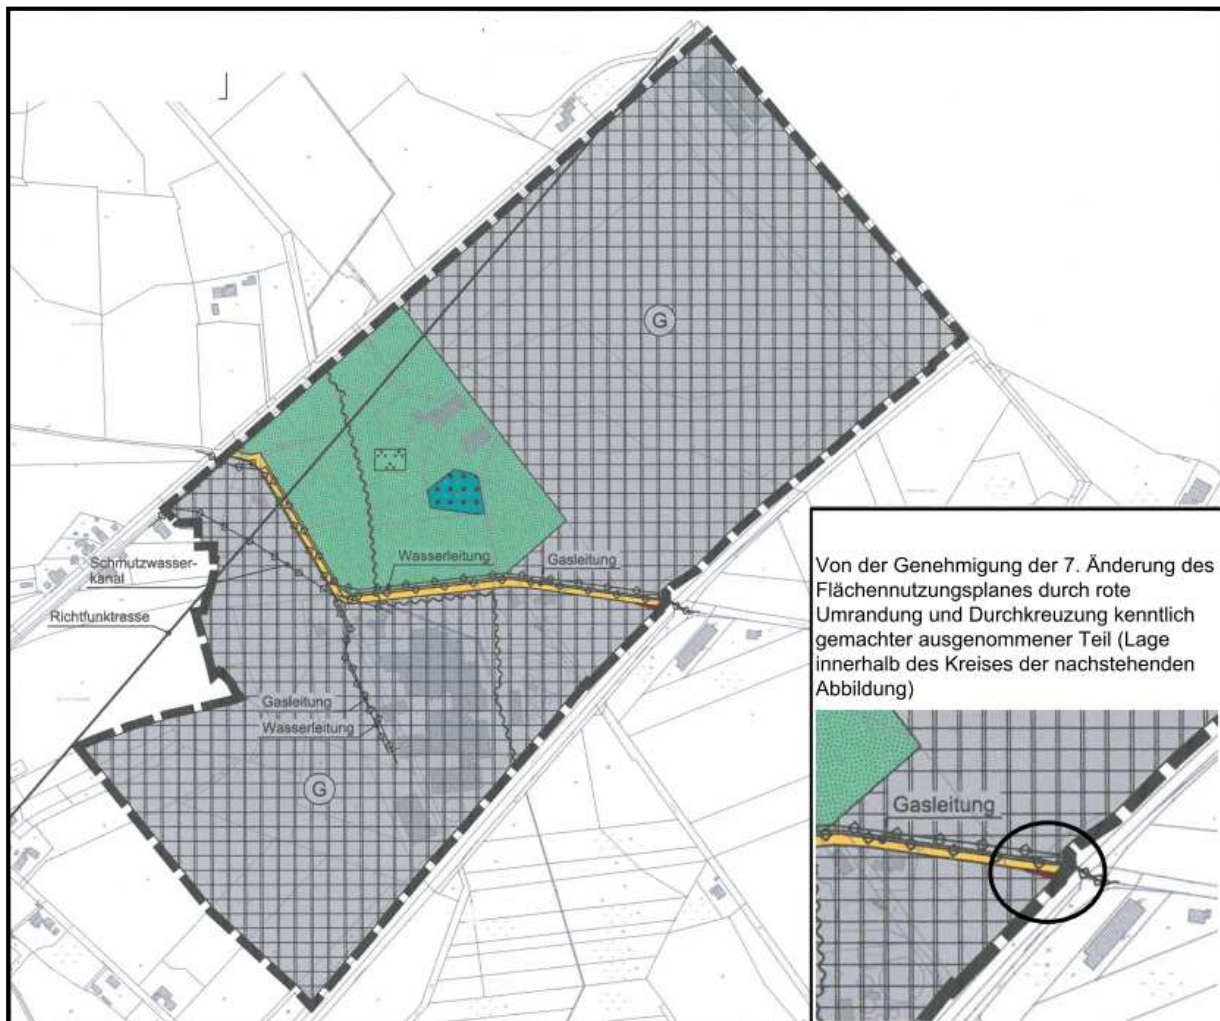 G
Wasserleitung
Gasleitung
Schmutzwasser-
kanal
Richtfunktrasse
Gasleitung
Wasserleitung
G
Von der Genehmigung der 7. Änderung des
Flächennutzungsplanes durch rote
Umrandung und Durchkreuzung kenntlich
gemachter ausgenommener Teil (Lage
innerhalb des Kreises der nachstehenden
Abbildung)
Gasleitung